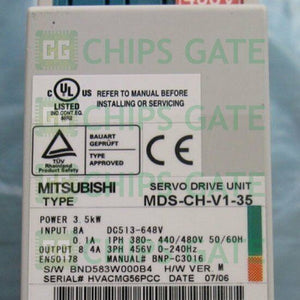 400V
CHIPS GATE
UL
LISTED
IND.CONT.EQ.
REFER TO MANUAL BEFORE
INSTALLING OR SERVICING
TÜV
Rheinland
Product Safety
BAUART
GEPRÜFT
TYPE
APPROVED
MITSUBISHI
SERVO DRIVE UNIT
TYPE MDS-CH-V1-35
POWER 3.5kW
INPUT 8A DC513-648V
0.1A 1PH 380- 440/480V 50/60H
OUTPUT 8.4A 3PH 456V 0-240Hz
EN50178 MANUAL# BNP-C3016
S/W BND583W000B4 H/W VER. M
SERIAL# HVACMG56PCC DATE 07/06